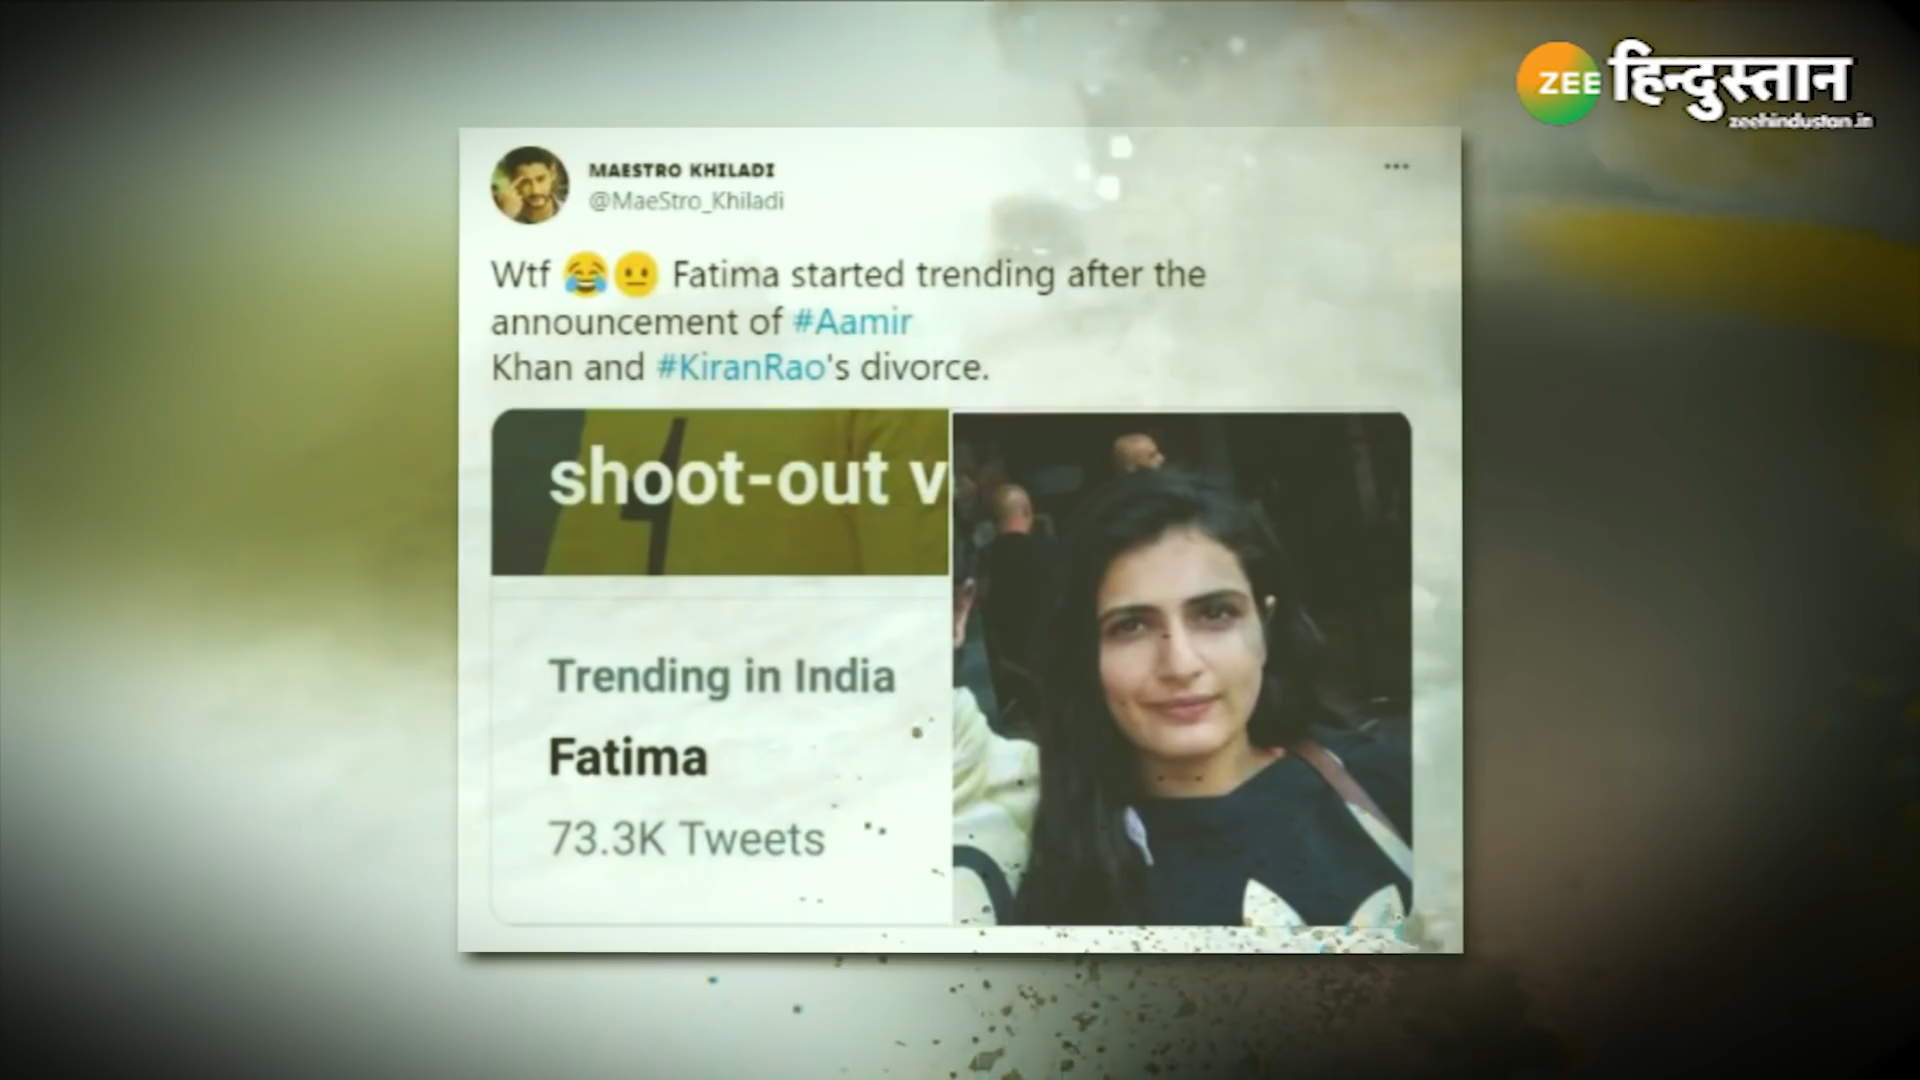 ZEE हिन्दुस्तान
zeehindustan.in
MAESTRO KHILADI
@MaeStro_Khiladi
Wtf 😂😐 Fatima started trending after the
announcement of #Aamir
Khan and #KiranRao's divorce.
shoot-out v
Trending in India
Fatima
73.3K Tweets